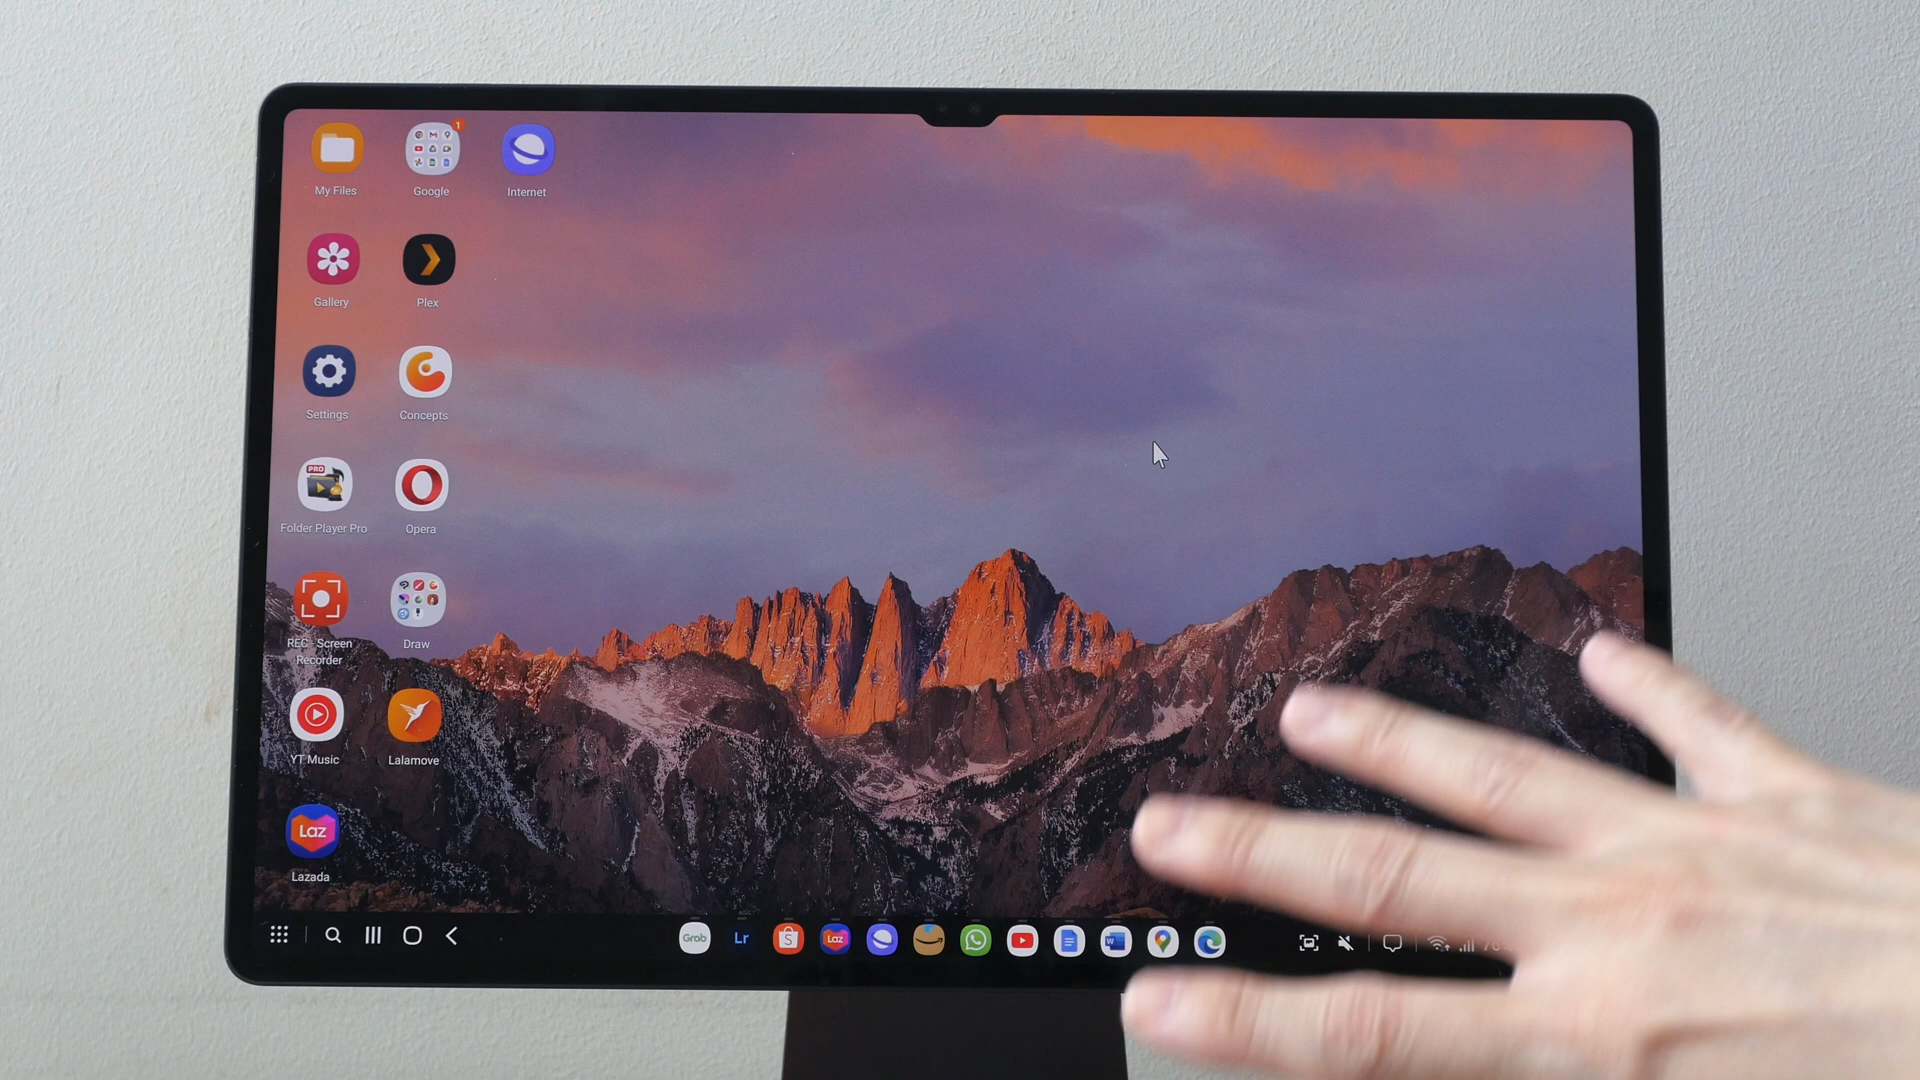 1
My Files
Google
Internet
Gallery
Plex
Settings
Concepts
PRO
Folder Player Pro
Opera
REC - Screen
Recorder
Draw
YT Music
Lalamove
Laz
Lazada
Grab
Lr
S
Laz
W